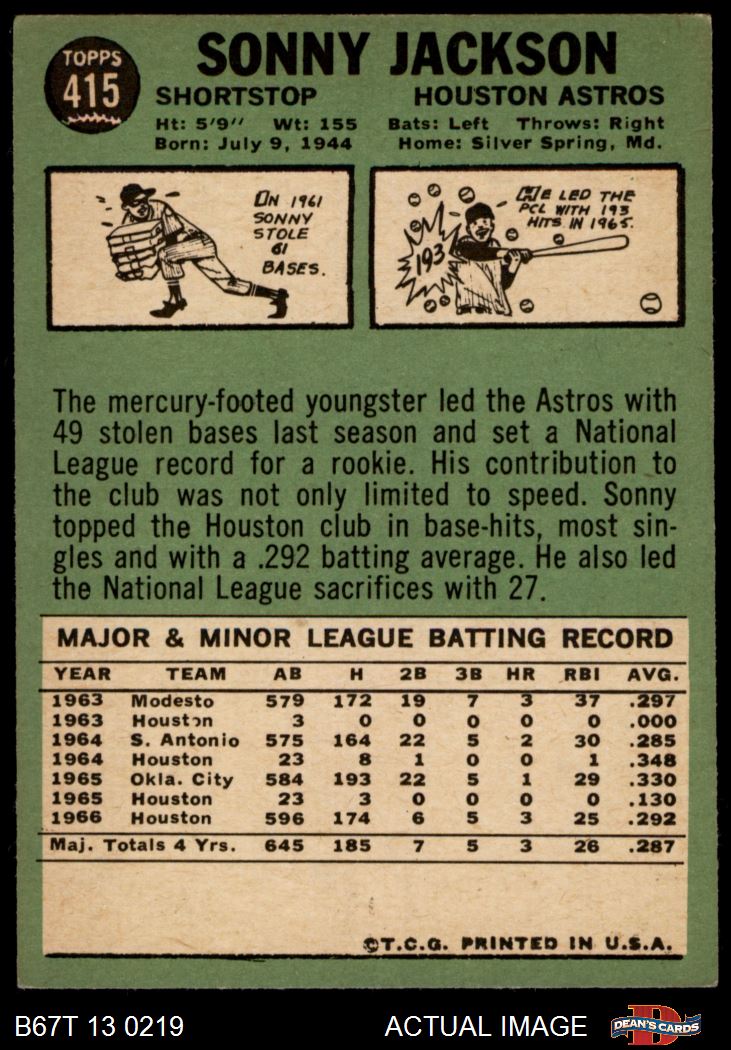 TOPPS
415
SONNY JACKSON
SHORTSTOP HOUSTON ASTROS
Ht: 5'9" Wt: 155 Bats: Left Throws: Right
Born: July 9, 1944 Home: Silver Spring, Md.
IN 1961
SONNY
STOLE
61
BASES.
HE LED THE
PCL WITH 193
HITS IN 1965.
193
The mercury-footed youngster led the Astros with
49 stolen bases last season and set a National
League record for a rookie. His contribution to
the club was not only limited to speed. Sonny
topped the Houston club in base-hits, most sin-
gles and with a .292 batting average. He also led
the National League sacrifices with 27.
MAJOR & MINOR LEAGUE BATTING RECORD
YEAR TEAM AB H 2B 3B HR RBI AVG.
1963 Modesto 579 172 19 7 3 37 .297
1963 Houston 3 0 0 0 0 0 .000
1964 S. Antonio 575 164 22 5 2 30 .285
1964 Houston 23 8 1 0 0 1 .348
1965 Okla. City 584 193 22 5 1 29 .330
1965 Houston 23 3 0 0 0 0 .130
1966 Houston 596 174 6 5 3 25 .292
Maj. Totals 4 Yrs. 645 185 7 5 3 26 .287
©T.C.G. PRINTED IN U.S.A.
B67T 13 0219 ACTUAL IMAGE D DEAN'S CARDS